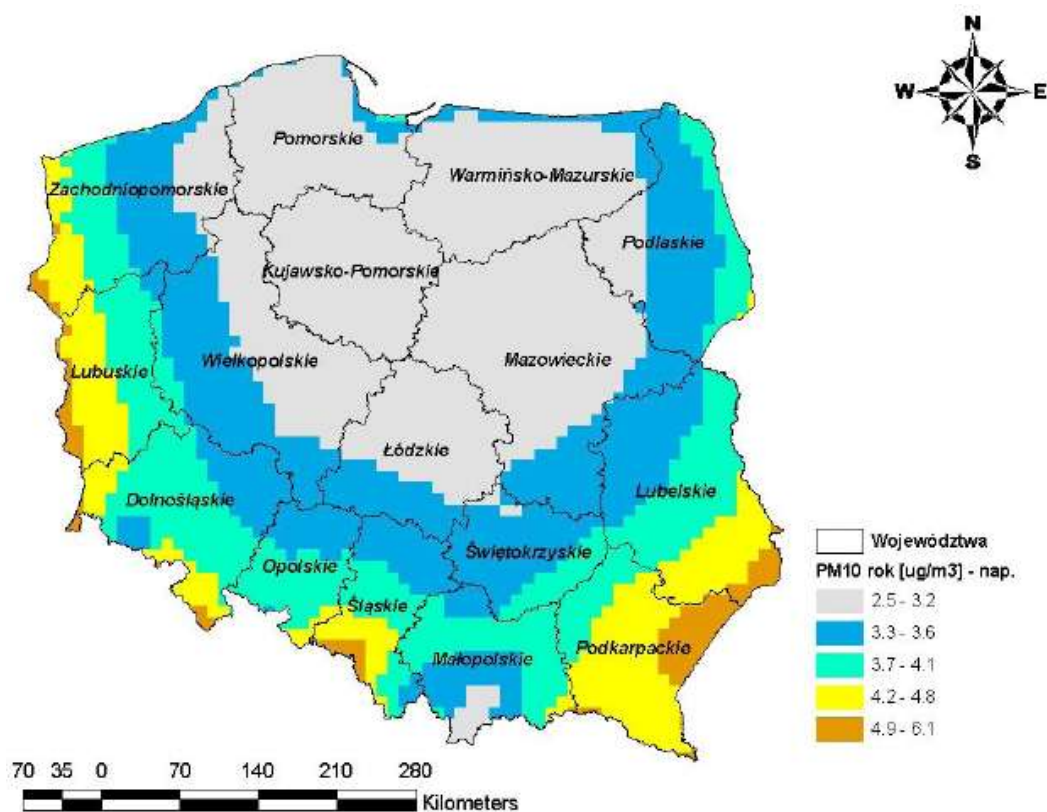 N
W E
S
Pomorskie
Zachodniopomorskie
Warmińsko-Mazurskie
Podlaskie
Kujawsko-Pomorskie
Wielkopolskie
Mazowieckie
Lubuskie
Łódzkie
Dolnośląskie
Lubelskie
Świętokrzyskie
Opolskie
Śląskie
Małopolskie
Podkarpackie
Województwa
PM10 rok [ug/m3] - nap.
2.5 - 3.2
3.3 - 3.6
3.7 - 4.1
4.2 - 4.8
4.9 - 6.1
70 35 0 70 140 210 280
Kilometers